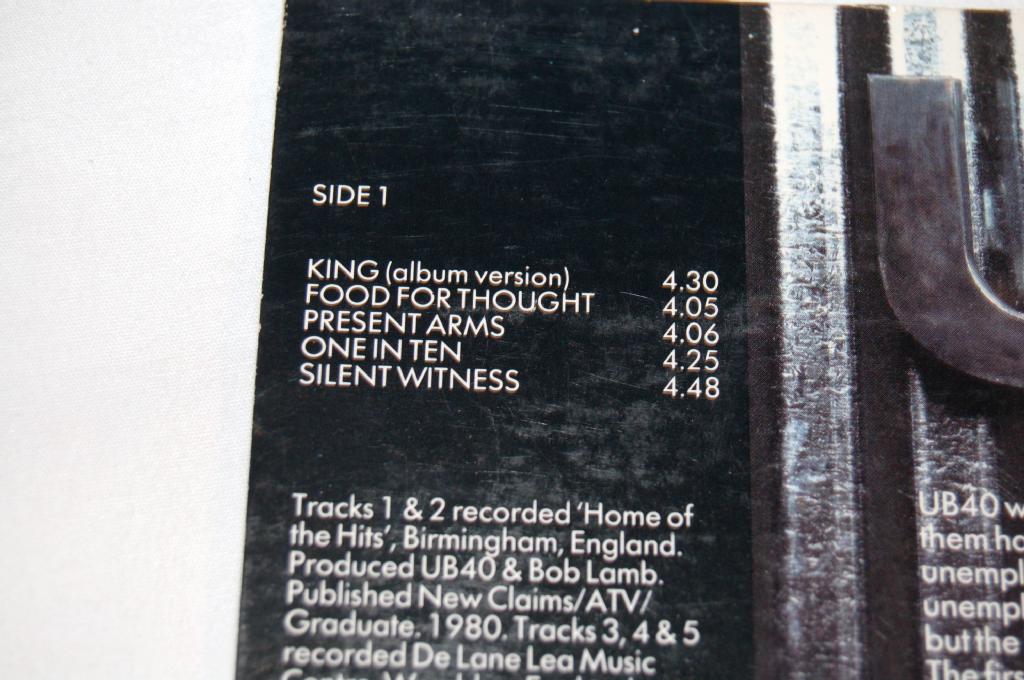 SIDE 1
KING (album version) 4.30
FOOD FOR THOUGHT 4.05
PRESENT ARMS 4.06
ONE IN TEN 4.25
SILENT WITNESS 4.48
Tracks 1 & 2 recorded 'Home of
the Hits', Birmingham, England.
Produced UB40 & Bob Lamb.
Published New Claims/ATV/
Graduate. 1980. Tracks 3, 4 & 5
recorded De Lane Lea Music
U
UB40 w
them ha
unempl
unempl
but the
The firs